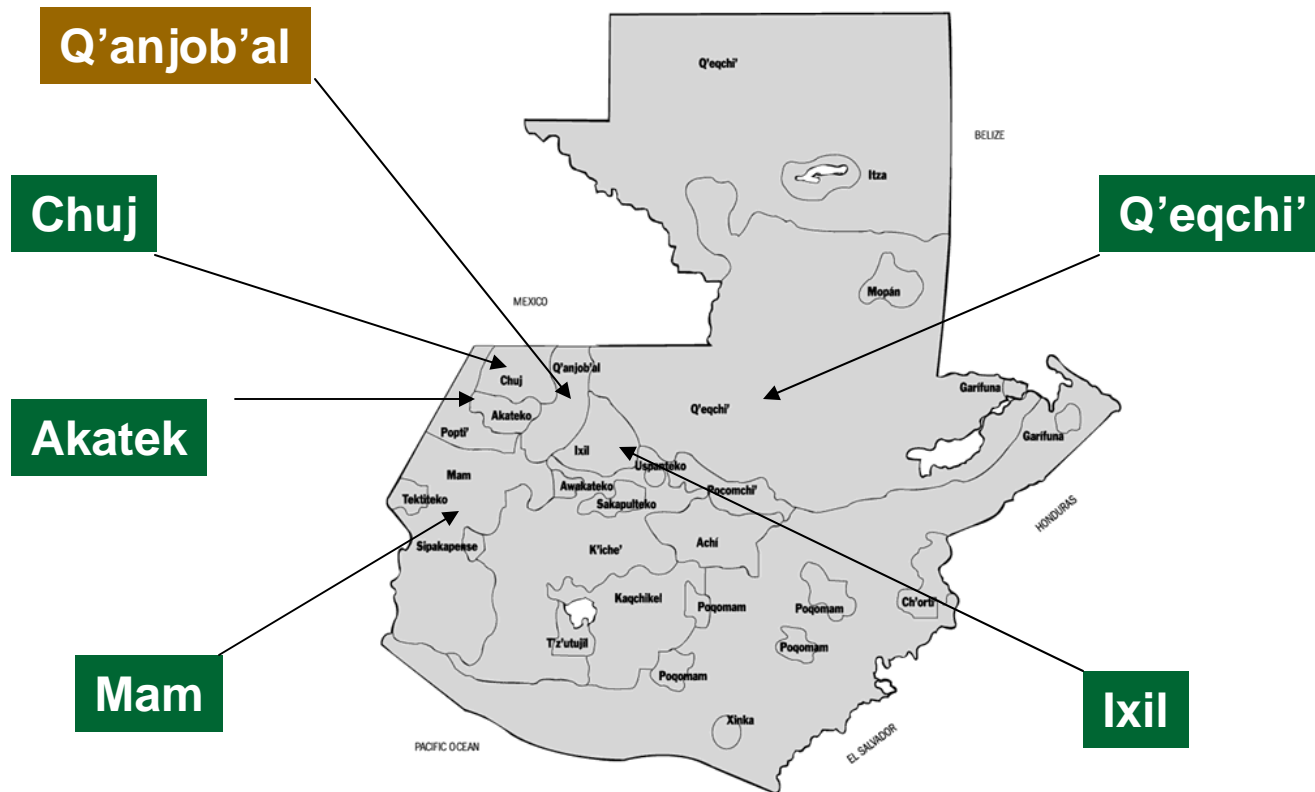 Q’anjob’al
Q’eqchi’
BELIZE
Itza
Chuj
Q’eqchi’
Mopán
MEXICO
Q’anjob’al
Chuj
Garífuna
Akateko
Q’eqchi’
Akatek
Popti’
Garífuna
Ixil
Uspanteko
Mam
Awakateko
Pocomchi’
Tektiteko
Sakapulteko
HONDURAS
Sipakapense
K’iche’
Achí
Kaqchikel
Poqomam
Poqomam
Ch’orti’
T’z’utujil
Poqomam
Poqomam
Mam
Ixil
Xinka
PACIFIC OCEAN
EL SALVADOR